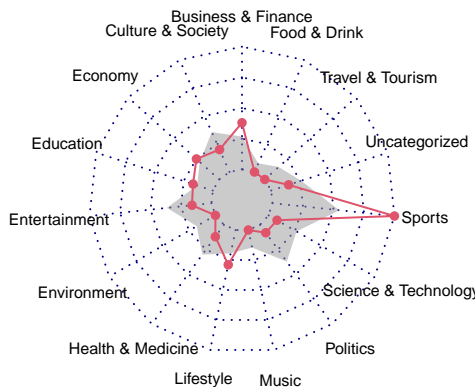 Business & Finance
Culture & Society
Food & Drink
Economy
Travel & Tourism
Education
Uncategorized
Entertainment
Sports
Environment
Science & Technology
Health & Medicine
Politics
Lifestyle
Music